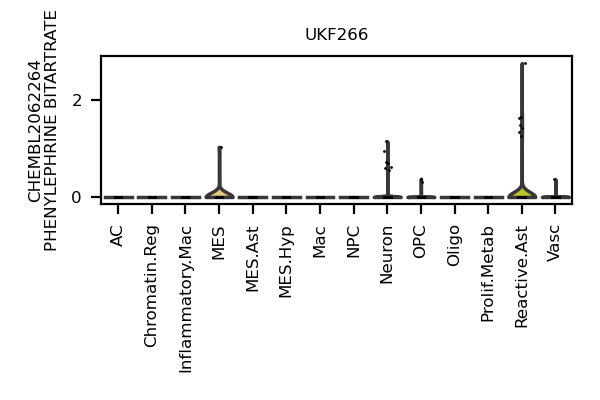 UKF266
CHEMBL2062264
PHENYLEPHRINE BITARTRATE
2
0
AC
Chromatin.Reg
Inflammatory.Mac
MES
MES.Ast
MES.Hyp
Mac
NPC
Neuron
OPC
Oligo
Prolif.Metab
Reactive.Ast
Vasc